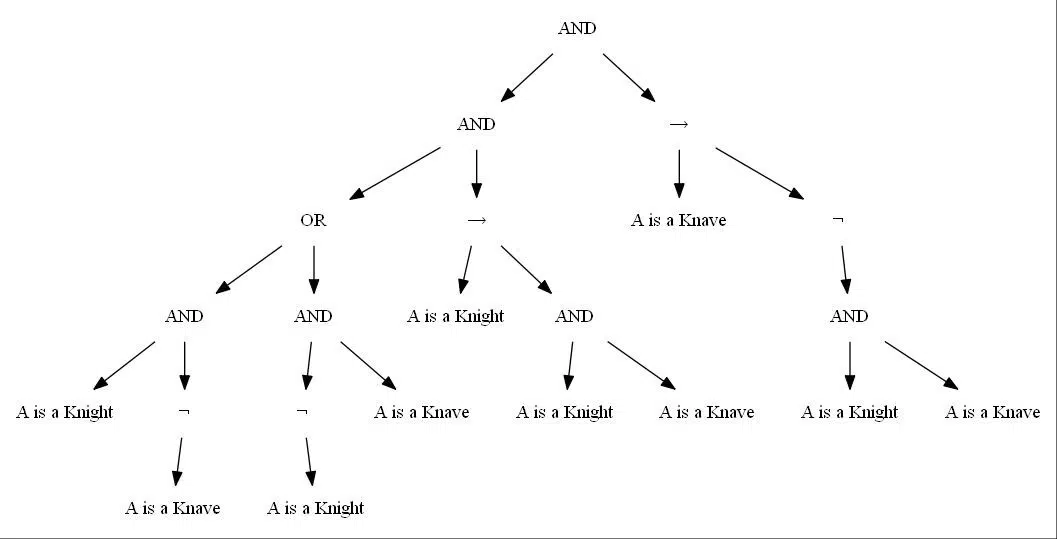 AND
AND →
OR → A is a Knave ¬
AND AND A is a Knight AND AND
A is a Knight ¬ ¬ A is a Knave A is a Knight A is a Knave A is a Knight A is a Knave
A is a Knave A is a Knight